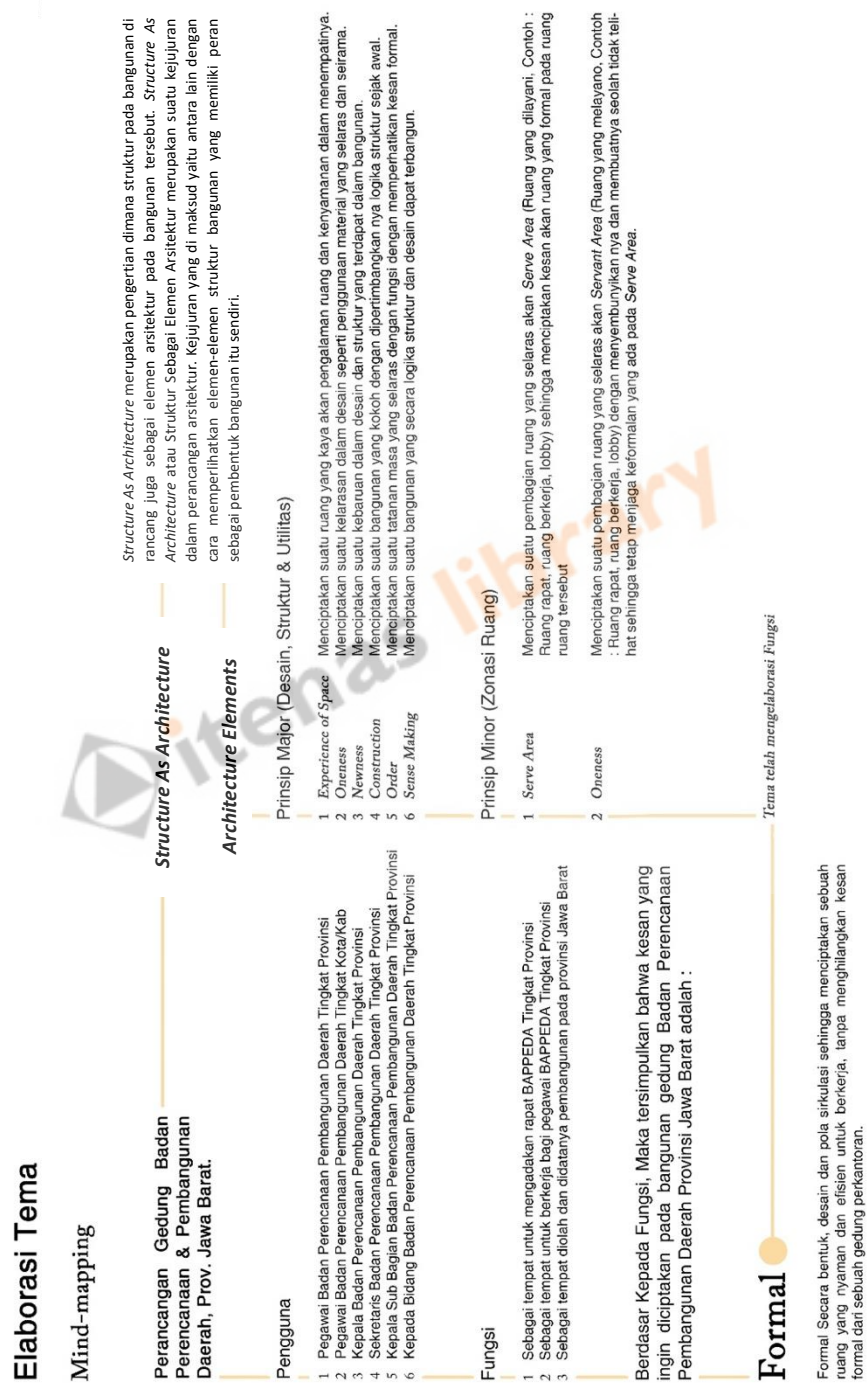 Elaborasi Tema
Mind-mapping
Perancangan Gedung Badan
Perencanaan & Pembangunan
Daerah, Prov. Jawa Barat.
Structure As Architecture
Architecture Elements
Structure As Architecture merupakan pengertian dimana struktur pada bangunan di
rancang juga sebagai elemen arsitektur pada bangunan tersebut. Structure As
Architecture atau Struktur Sebagai Elemen Arsitektur merupakan suatu kejujuran
dalam perancangan arsitektur. Kejujuran yang di maksud yaitu antara lain dengan
cara memperlihatkan elemen-elemen struktur bangunan yang memiliki peran
sebagai pembentuk bangunan itu sendiri.
Pengguna
1 Pegawai Badan Perencanaan Pembangunan Daerah Tingkat Provinsi
2 Pegawai Badan Perencanaan Pembangunan Daerah Tingkat Kota/Kab
3 Kepala Badan Perencanaan Pembangunan Daerah Tingkat Provinsi
4 Sekretaris Badan Perencanaan Pembangunan Daerah Tingkat Provinsi
5 Kepala Sub Bagian Badan Perencanaan Pembangunan Daerah Tingkat Provinsi
6 Kepada Bidang Badan Perencanaan Pembangunan Daerah Tingkat Provinsi
Prinsip Major (Desain, Struktur & Utilitas)
1 Experience of Space Menciptakan suatu ruang yang kaya akan pengalaman ruang dan kenyamanan dalam menempatinya.
2 Oneness Menciptakan suatu kelarasan dalam desain seperti penggunaan material yang selaras dan seirama.
3 Newness Menciptakan suatu kebaruan dalam desain dan struktur yang terdapat dalam bangunan.
4 Construction Menciptakan suatu bangunan yang kokoh dengan dipertimbangkan nya logika struktur sejak awal.
5 Order Menciptakan suatu tatanan masa yang selaras dengan fungsi dengan memperhatikan kesan formal.
6 Sense Making Menciptakan suatu bangunan yang secara logika struktur dan desain dapat terbangun.
Fungsi
1 Sebagai tempat untuk mengadakan rapat BAPPEDA Tingkat Provinsi
2 Sebagai tempat untuk berkerja bagi pegawai BAPPEDA Tingkat Provinsi
3 Sebagai tempat diolah dan didatanya pembangunan pada provinsi Jawa Barat
Prinsip Minor (Zonasi Ruang)
1 Serve Area Menciptakan suatu pembagian ruang yang selaras akan Serve Area (Ruang yang dilayani, Contoh :
Ruang rapat, ruang berkerja, lobby) sehingga menciptakan kesan akan ruang yang formal pada ruang
ruang tersebut
2 Oneness Menciptakan suatu pembagian ruang yang selaras akan Servant Area (Ruang yang melayano, Contoh
: Ruang rapat, ruang berkerja, lobby) dengan menyembunyikan nya dan membuatnya seolah tidak teli-
hat sehingga tetap menjaga keformalan yang ada pada Serve Area.
Berdasar Kepada Fungsi, Maka tersimpulkan bahwa kesan yang
ingin diciptakan pada bangunan gedung Badan Perencanaan
Pembangunan Daerah Provinsi Jawa Barat adalah :
Formal
Tema telah mengelaborasi Fungsi
Formal Secara bentuk, desain dan pola sirkulasi sehingga menciptakan sebuah
ruang yang nyaman dan efisien untuk berkerja, tanpa menghilangkan kesan
formal dari sebuah gedung perkantoran.
itenas library